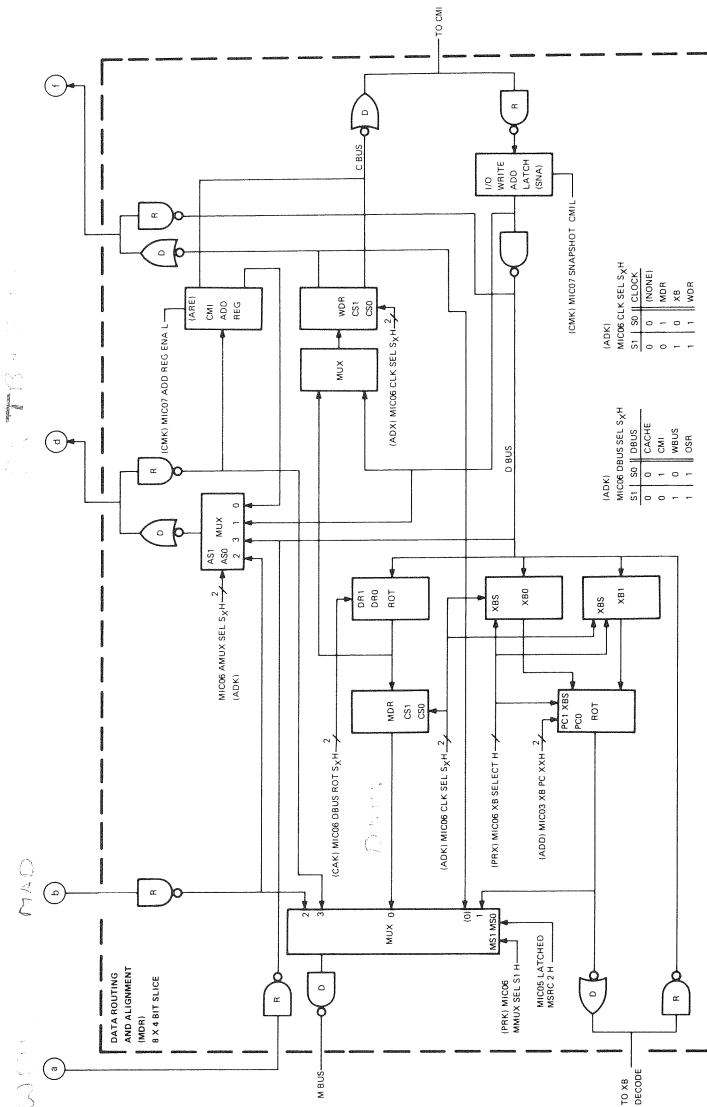 a
b
d
f
MAD
DATA ROUTING
AND ALIGNMENT
(MDR)
8 X 4 BIT SLICE
R
R
D
R
D
R
(CMK) MIC07 ADD REG ENA L
(ARE)
CMI
ADD
REG
MIC06 AMUX SEL SxH
(ADK)
2
AS1
AS0
MUX
2 3 1 0
C BUS
D
TO CMI
R
MUX
WDR
CS1
CS0
(ADX) MIC06 CLK SEL SxH
2
I/O
WRITE
ADD
LATCH
(SNA)
(CMK) MIC07 SNAPSHOT CMIL
D BUS
DR1
DR0
ROT
(CAK) MIC06 DBUS ROT SxH
2
MDR
CS1
CS0
(ADK) MIC06 CLK SEL SxH
2
XBS
XB0
XBS
XB1
(PRX) MIC06 XB SELECT H
(ADD) MIC03 XB PC XXH
2
PC1 XBS
PC0
ROT
2
3
MUX 0
(0)
1
MS1 MS0
D
M BUS
(PRK) MIC06
MMUX SEL S1 H
MIC05 LATCHED
MSRC 2 H
D
R
TO XB
DECODE
(ADK)
MIC06 DBUS SEL SxH
S1 S0 DBUS
0 0 CACHE
0 1 CMI
1 0 WBUS
1 1 OSR
(ADK)
MIC06 CLK SEL SxH
S1 S0 CLOCK
0 0 (NONE)
0 1 MDR
1 0 XB
1 1 WDR